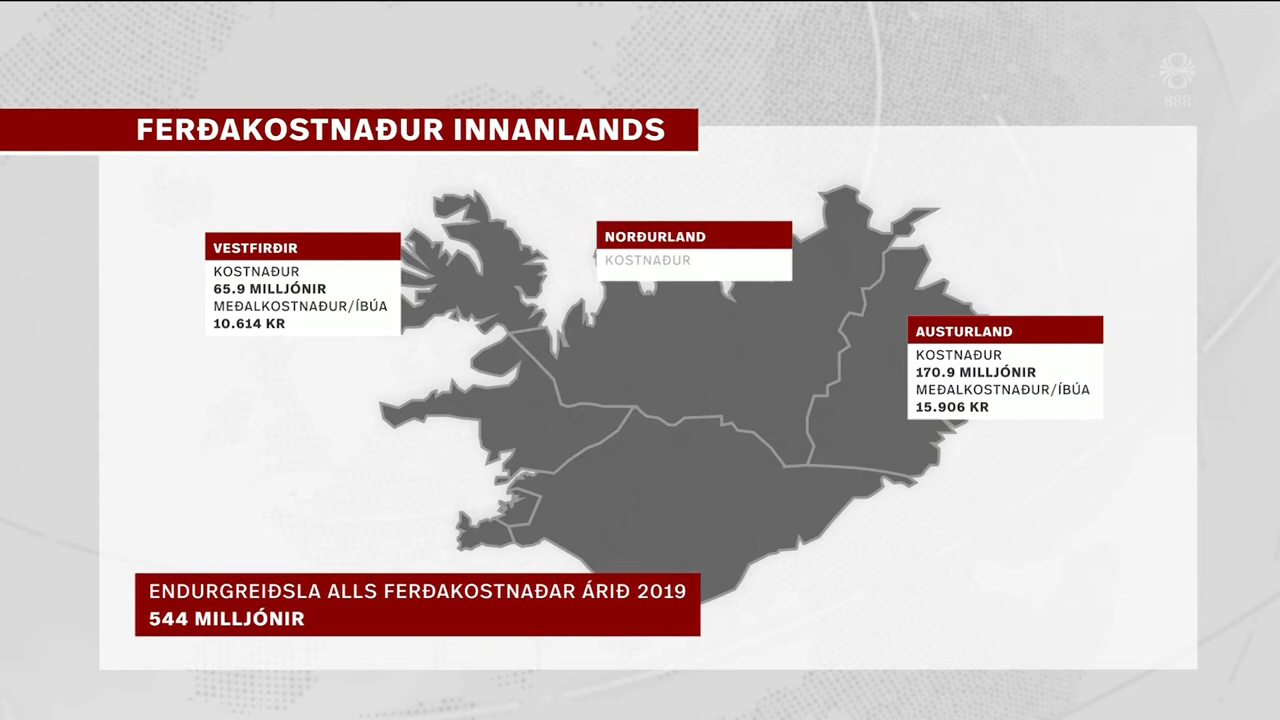 FERÐAKOSTNAÐUR INNANLANDS
VESTFIRÐIR
KOSTNAÐUR
65.9 MILLJÓNIR
MEÐALKOSTNAÐUR/ÍBÚA
10.614 KR
NORÐURLAND
KOSTNAÐUR
AUSTURLAND
KOSTNAÐUR
170.9 MILLJÓNIR
MEÐALKOSTNAÐUR/ÍBÚA
15.906 KR
ENDURGREIÐSLA ALLS FERÐAKOSTNAÐAR ÁRIÐ 2019
544 MILLJÓNIR
888